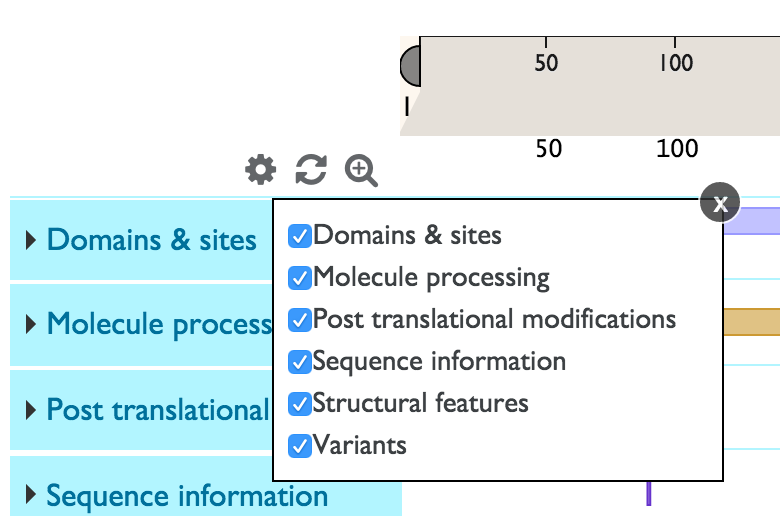 50 100
I
50 100
x
Domains & sites
Molecule process
Post translational
Sequence information
Domains & sites
Molecule processing
Post translational modifications
Sequence information
Structural features
Variants